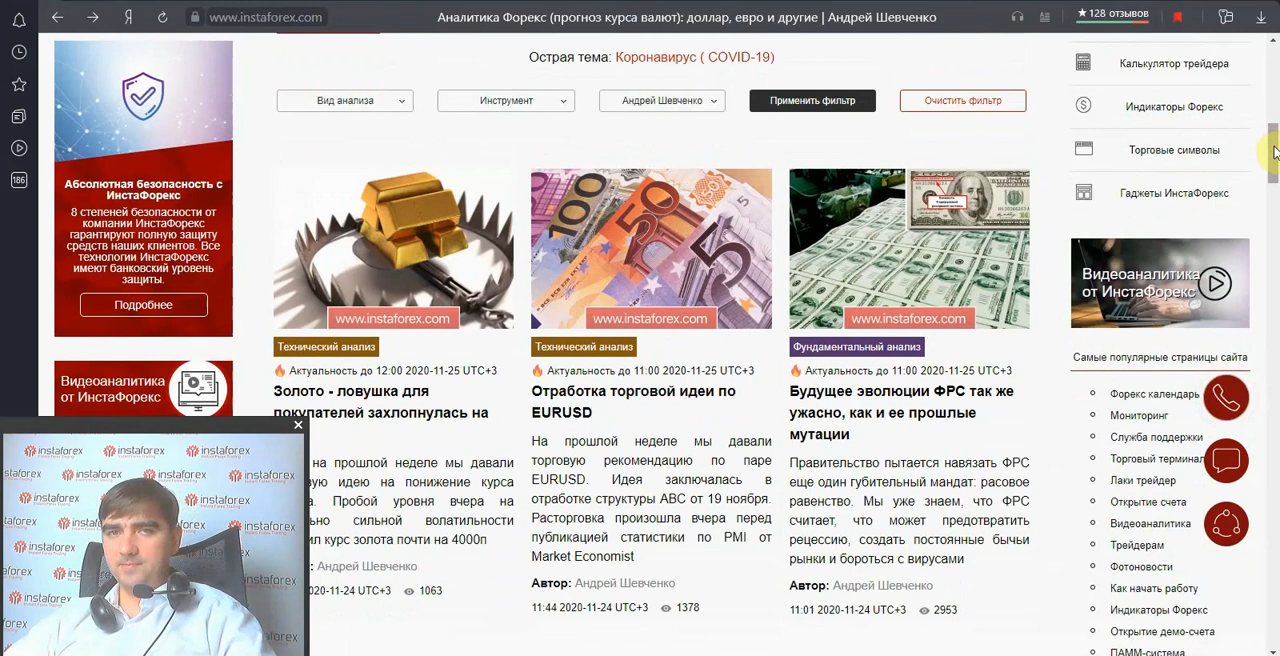 www.instaforex.com
Аналитика Форекс (прогноз курса валют): доллар, евро и другие | Андрей Шевченко
★128 отзывов
186
Острая тема: Коронавирус ( COVID-19)
Вид анализа
Инструмент
Андрей Шевченко
Применить фильтр
Очистить фильтр
Абсолютная безопасность с
ИнстаФорекс
8 степеней безопасности от
компании ИнстаФорекс
гарантируют полную защиту
средств наших клиентов. Все
технологии ИнстаФорекс
имеют банковский уровень
защиты.
Подробнее
Видеоаналитика
от ИнстаФорекс
www.instaforex.com
Технический анализ
Актуальность до 12:00 2020-11-25 UTC+3
Золото - ловушка для
покупателей захлопнулась на
на прошлой неделе мы давали
идею на понижение курса
Пробой уровня вчера на
сильной волатильности
курс золота почти на 4000п
Андрей Шевченко
2020-11-24 UTC+3 1063
www.instaforex.com
Технический анализ
Актуальность до 11:00 2020-11-25 UTC+3
Отработка торговой идеи по
EURUSD
На прошлой неделе мы давали
торговую рекомендацию по паре
EURUSD. Идея заключалась в
отработке структуры АВС от 19 ноября.
Расторговка произошла вчера перед
публикацией статистики по PMI от
Market Economist
Автор: Андрей Шевченко
11:44 2020-11-24 UTC+3 1378
www.instaforex.com
Фундаментальный анализ
Актуальность до 11:00 2020-11-25 UTC+3
Будущее эволюции ФРС так же
ужасно, как и ее прошлые
мутации
Правительство пытается навязать ФРС
еще один губительный мандат: расовое
равенство. Мы уже знаем, что ФРС
считает, что может предотвратить
рецессию, создать постоянные бычьи
рынки и бороться с вирусами
Автор: Андрей Шевченко
11:01 2020-11-24 UTC+3 2953
Калькулятор трейдера
Индикаторы Форекс
Торговые символы
Гаджеты ИнстаФорекс
Видеоаналитика
от ИнстаФорекс
Самые популярные страницы сайта
Форекс календарь
Мониторинг
Служба поддержки
Торговый терминал
Лаки трейдер
Открытие счета
Видеоаналитика
Трейдерам
Фотоновости
Как начать работу
Индикаторы Форекс
Открытие демо-счета
ПАММ-система
instaforex
instaforex
instaforex